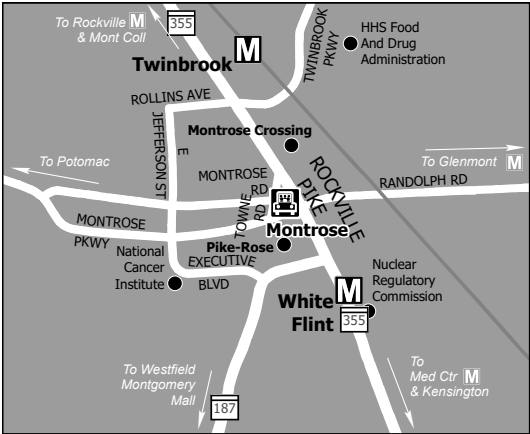 To Rockville M
& Mont Coll
355
M
Twinbrook
TWINBROOK
PKWY
HHS Food
And Drug
Administration
ROLLINS AVE
E
JEFFERSON ST
Montrose Crossing
ROCKVILLE
PIKE
To Potomac
To Glenmont M
MONTROSE
RD
RANDOLPH RD
TOWNE
RD
MONTROSE
PKWY
Montrose
Pike-Rose
National
Cancer
Institute
EXECUTIVE
BLVD
Nuclear
Regulatory
Commission
White
Flint
M
355
To Westfield
Montgomery
Mall
187
To
Med Ctr M
& Kensington